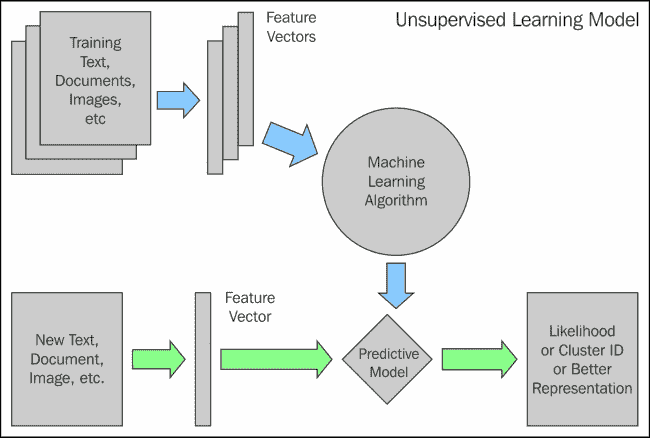 Unsupervised Learning Model
Training
Text,
Documents,
Images,
etc
Feature
Vectors
Machine
Learning
Algorithm
New Text,
Document,
Image, etc.
Feature
Vector
Predictive
Model
Likelihood
or Cluster ID
or Better
Representation